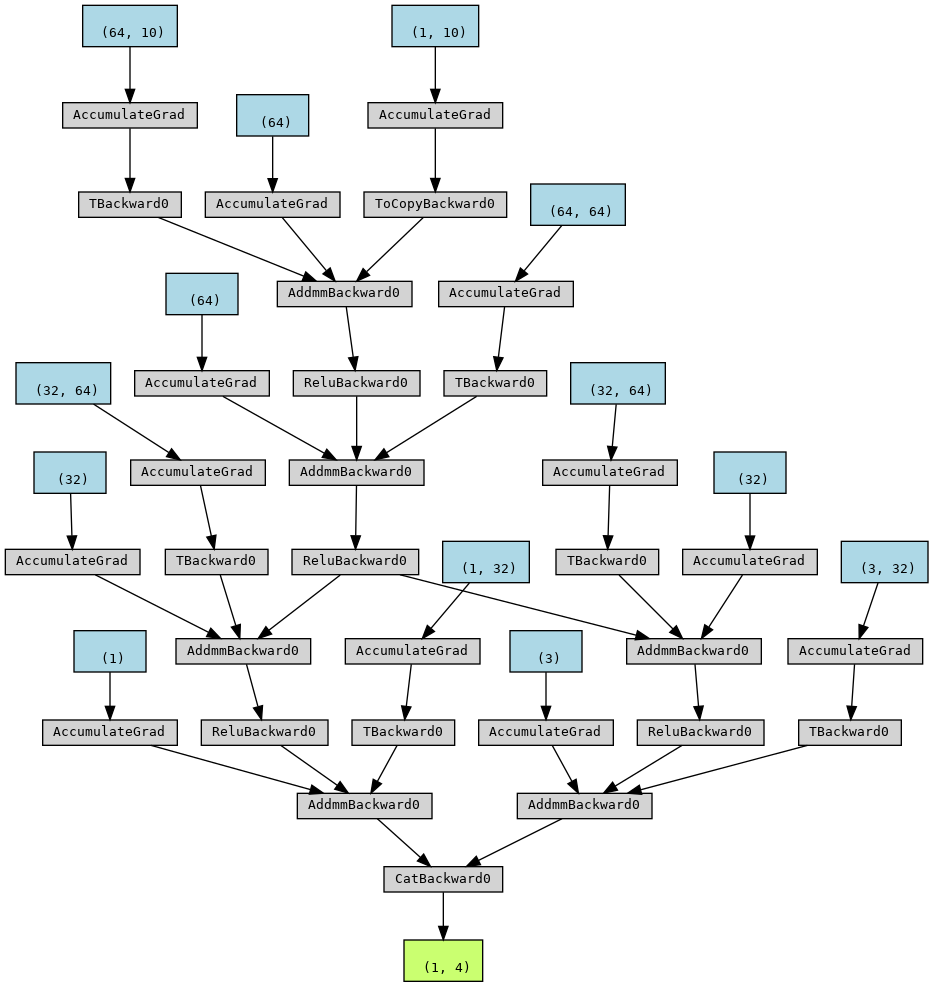 (64, 10)
(1, 10)
AccumulateGrad
(64)
AccumulateGrad
TBackward0
AccumulateGrad
ToCopyBackward0
(64, 64)
(64)
AddmmBackward0
AccumulateGrad
(32, 64)
AccumulateGrad
ReluBackward0
TBackward0
(32, 64)
(32)
AccumulateGrad
AddmmBackward0
AccumulateGrad
(32)
AccumulateGrad
TBackward0
ReluBackward0
(1, 32)
TBackward0
AccumulateGrad
(3, 32)
(1)
AddmmBackward0
AccumulateGrad
(3)
AddmmBackward0
AccumulateGrad
AccumulateGrad
ReluBackward0
TBackward0
AccumulateGrad
ReluBackward0
TBackward0
AddmmBackward0
AddmmBackward0
CatBackward0
(1, 4)